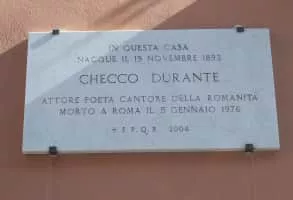 IN QUESTA CASA
NACQUE IL 19 NOVEMBRE 1893
CHECCO DURANTE
ATTORE POETA CANTORE DELLA ROMANITÀ
MORTO A ROMA IL 5 GENNAIO 1976
S.P.Q.R. 2004